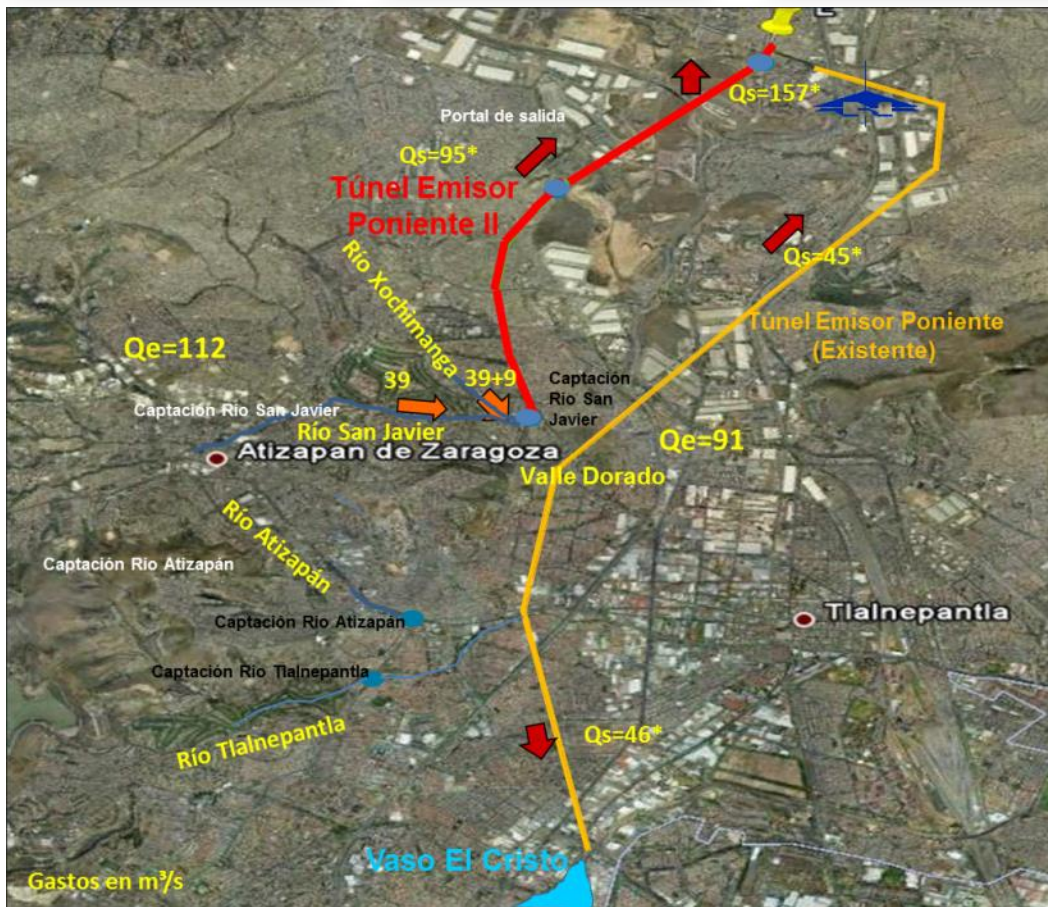 E
Qs=157*
Portal de salida
Qs=95*
Túnel Emisor
Poniente II
Qs=45*
Río Xochimanga
Túnel Emisor Poniente
(Existente)
Qe=112
39
39+9
Captación
Río San
Javier
Captación Río San Javier
Río San Javier
Qe=91
Atizapan de Zaragoza
Valle Dorado
Río Atizapán
Captación Río Atizapán
Captación Río Atizapán
Tlalnepantla
Captación Río Tlalnepantla
Río Tlalnepantla
Qs=46*
Vaso El Cristo
Gastos en m³/s